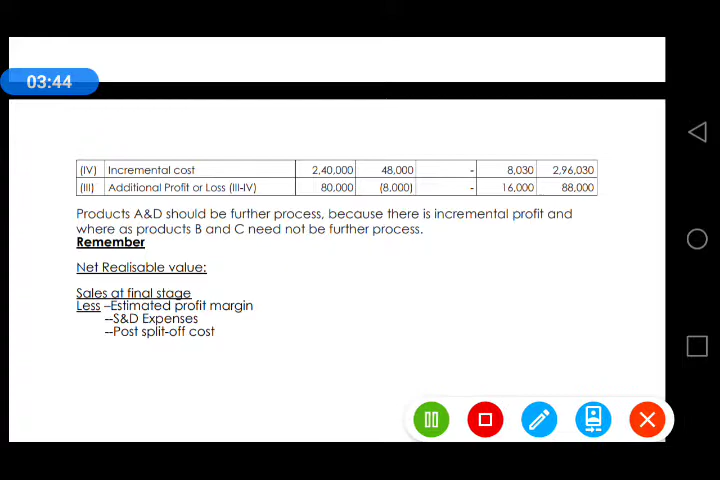 03:44
(IV) Incremental cost 2,40,000 48,000 - 8,030 2,96,030
(III) Additional Profit or Loss (III-IV) 80,000 (8,000) - 16,000 88,000
Products A&D should be further process, because there is incremental profit and
where as products B and C need not be further process.
Remember
Net Realisable value:
Sales at final stage
Less –Estimated profit margin
--S&D Expenses
--Post split-off cost